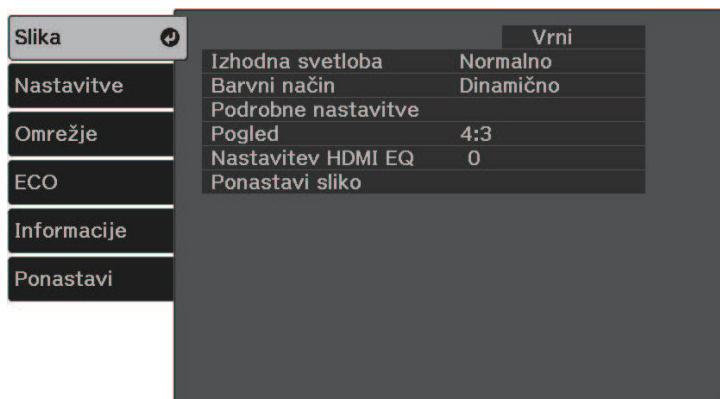 Slika
Nastavitve
Omrežje
ECO
Informacije
Ponastavi
Vrni
Izhodna svetloba Normalno
Barvni način Dinamično
Podrobne nastavitve
Pogled 4:3
Nastavitev HDMI EQ 0
Ponastavi sliko